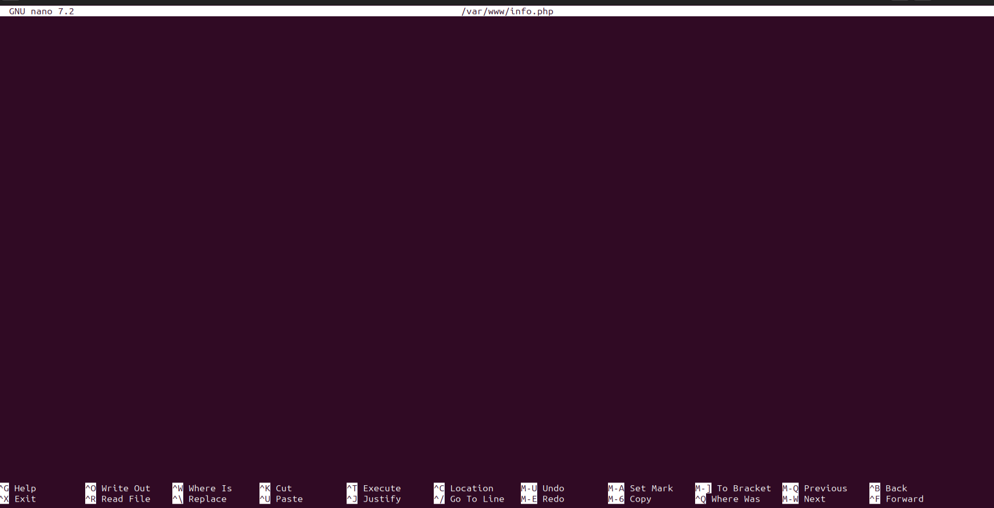 GNU nano 7.2 /var/www/info.php
^G Help ^O Write Out ^W Where Is ^K Cut ^T Execute ^C Location M-U Undo M-A Set Mark M-] To Bracket M-Q Previous ^B Back
^X Exit ^R Read File ^\ Replace ^U Paste ^J Justify ^/ Go To Line M-E Redo M-6 Copy ^Q Where Was M-W Next ^F Forward